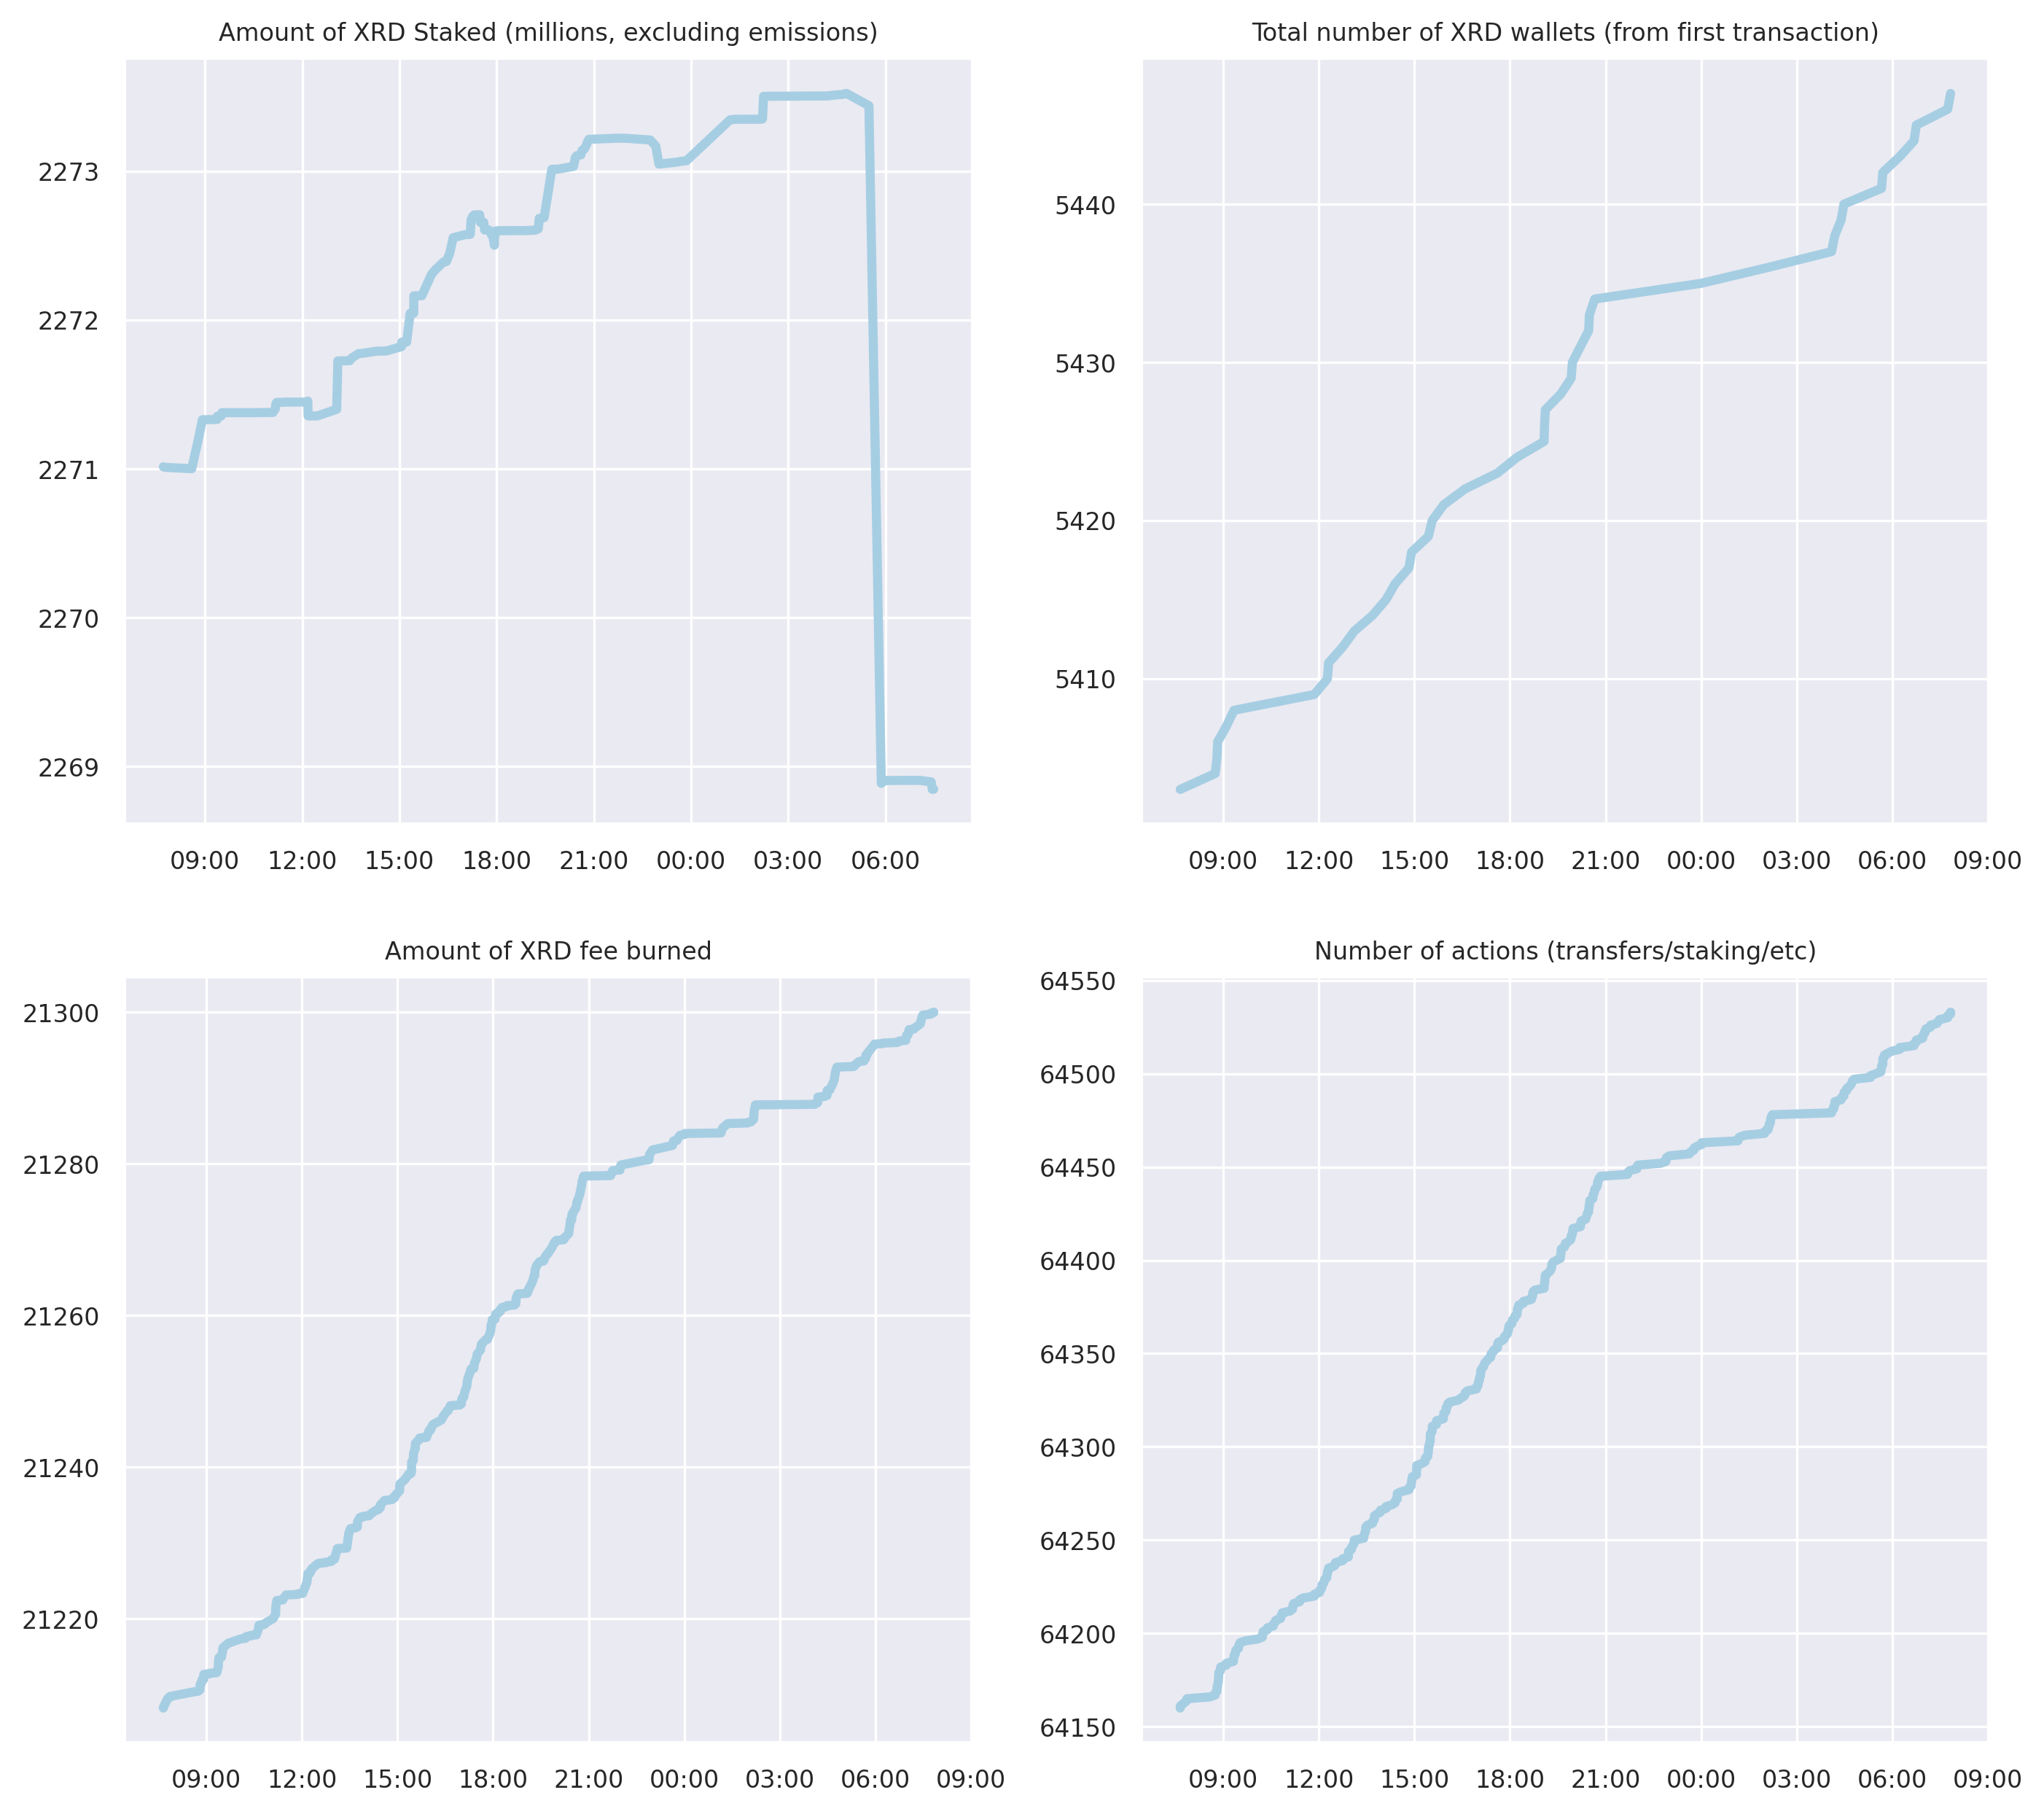 Amount of XRD Staked (millions, excluding emissions)
2273
2272
2271
2270
2269
09:00 12:00 15:00 18:00 21:00 00:00 03:00 06:00
Total number of XRD wallets (from first transaction)
5440
5430
5420
5410
09:00 12:00 15:00 18:00 21:00 00:00 03:00 06:00 09:00
Amount of XRD fee burned
21300
21280
21260
21240
21220
09:00 12:00 15:00 18:00 21:00 00:00 03:00 06:00 09:00
Number of actions (transfers/staking/etc)
64550
64500
64450
64400
64350
64300
64250
64200
64150
09:00 12:00 15:00 18:00 21:00 00:00 03:00 06:00 09:00